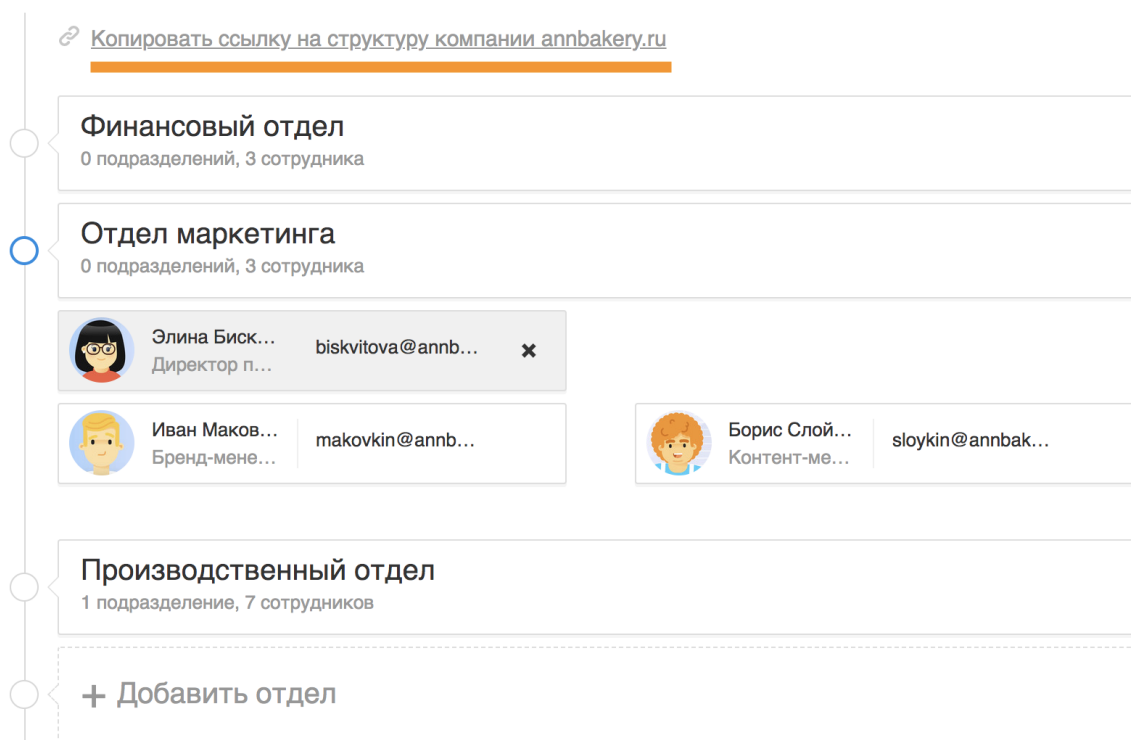 Копировать ссылку на структуру компании annbakery.ru
Финансовый отдел
0 подразделений, 3 сотрудника
Отдел маркетинга
0 подразделений, 3 сотрудника
Элина Биск...
Директор п...
biskvitova@annb...
Иван Маков...
Бренд-мене...
makovkin@annb...
Борис Слой...
Контент-ме...
sloykin@annbak...
Производственный отдел
1 подразделение, 7 сотрудников
+ Добавить отдел